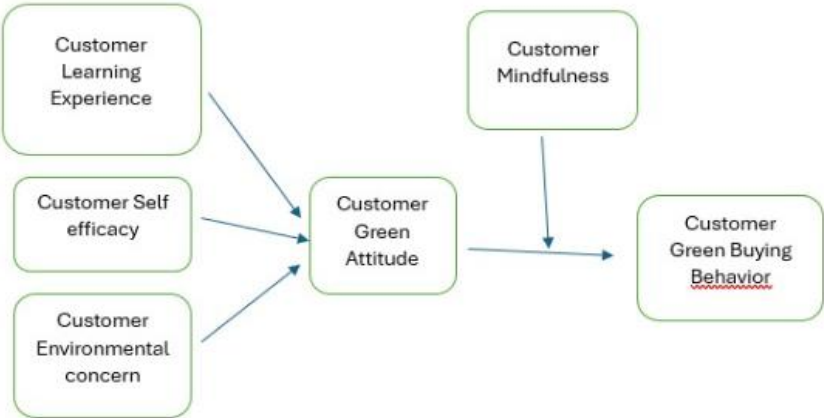 Customer
Learning
Experience
Customer
Mindfulness
Customer Self
efficacy
Customer
Green
Attitude
Customer
Green Buying
Behavior
Customer
Environmental
concern